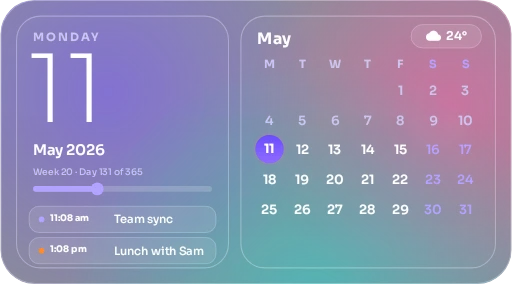 MONDAY
11
May 2026
Week 20 · Day 131 of 365
11:08 am Team sync
1:08 pm Lunch with Sam
May 24°
M T W T F S S
1 2 3
4 5 6 7 8 9 10
11 12 13 14 15 16 17
18 19 20 21 22 23 24
25 26 27 28 29 30 31